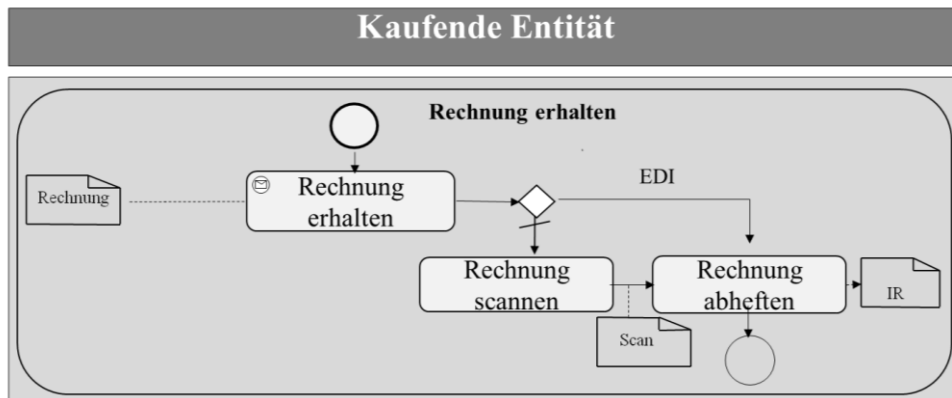 Kaufende Entität
Rechnung erhalten
Rechnung
Rechnung
erhalten
EDI
Rechnung
scannen
Rechnung
abheften
IR
Scan